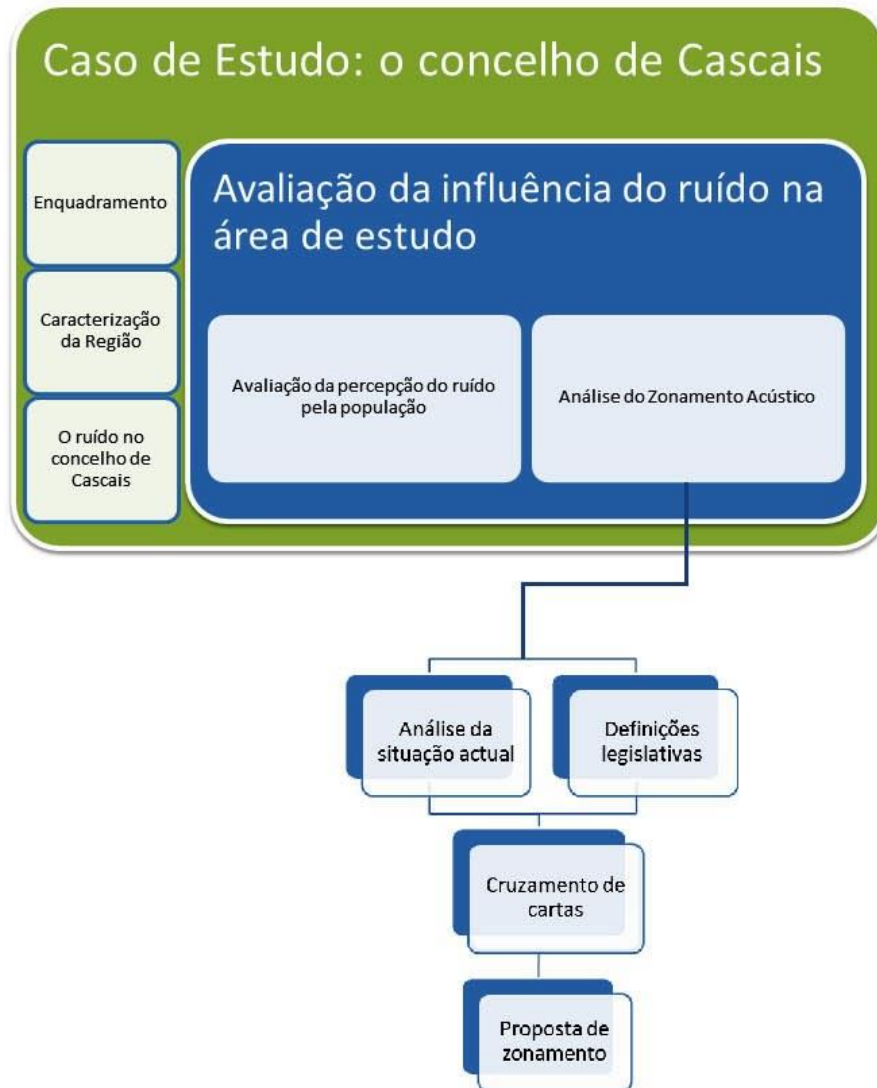 Caso de Estudo: o concelho de Cascais
Enquadramento
Caracterização
da Região
O ruído no
concelho de
Cascais
Avaliação da influência do ruído na
área de estudo
Avaliação da percepção do ruído
pela população
Análise do Zonamento Acústico
Análise da
situação actual
Definições
legislativas
Cruzamento de
cartas
Proposta de
zonamento